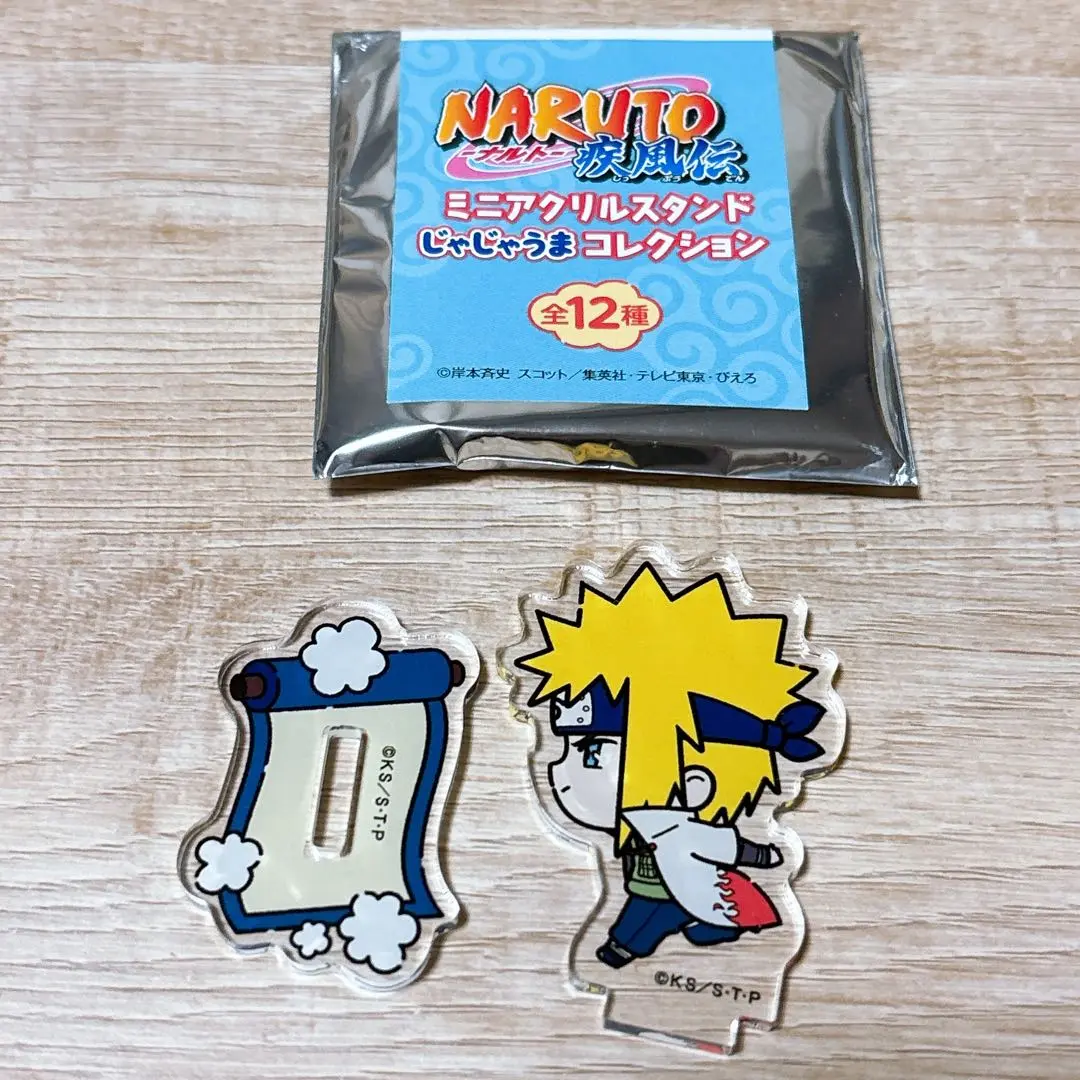 NARUTO
-ナルト-
疾風伝
しっ ぷう でん
ミニアクリルスタンド
じゃじゃうま コレクション
全12種
©岸本斉史 スコット／集英社・テレビ東京・ぴえろ
©KS/S・T・P
©KS/S・T・P